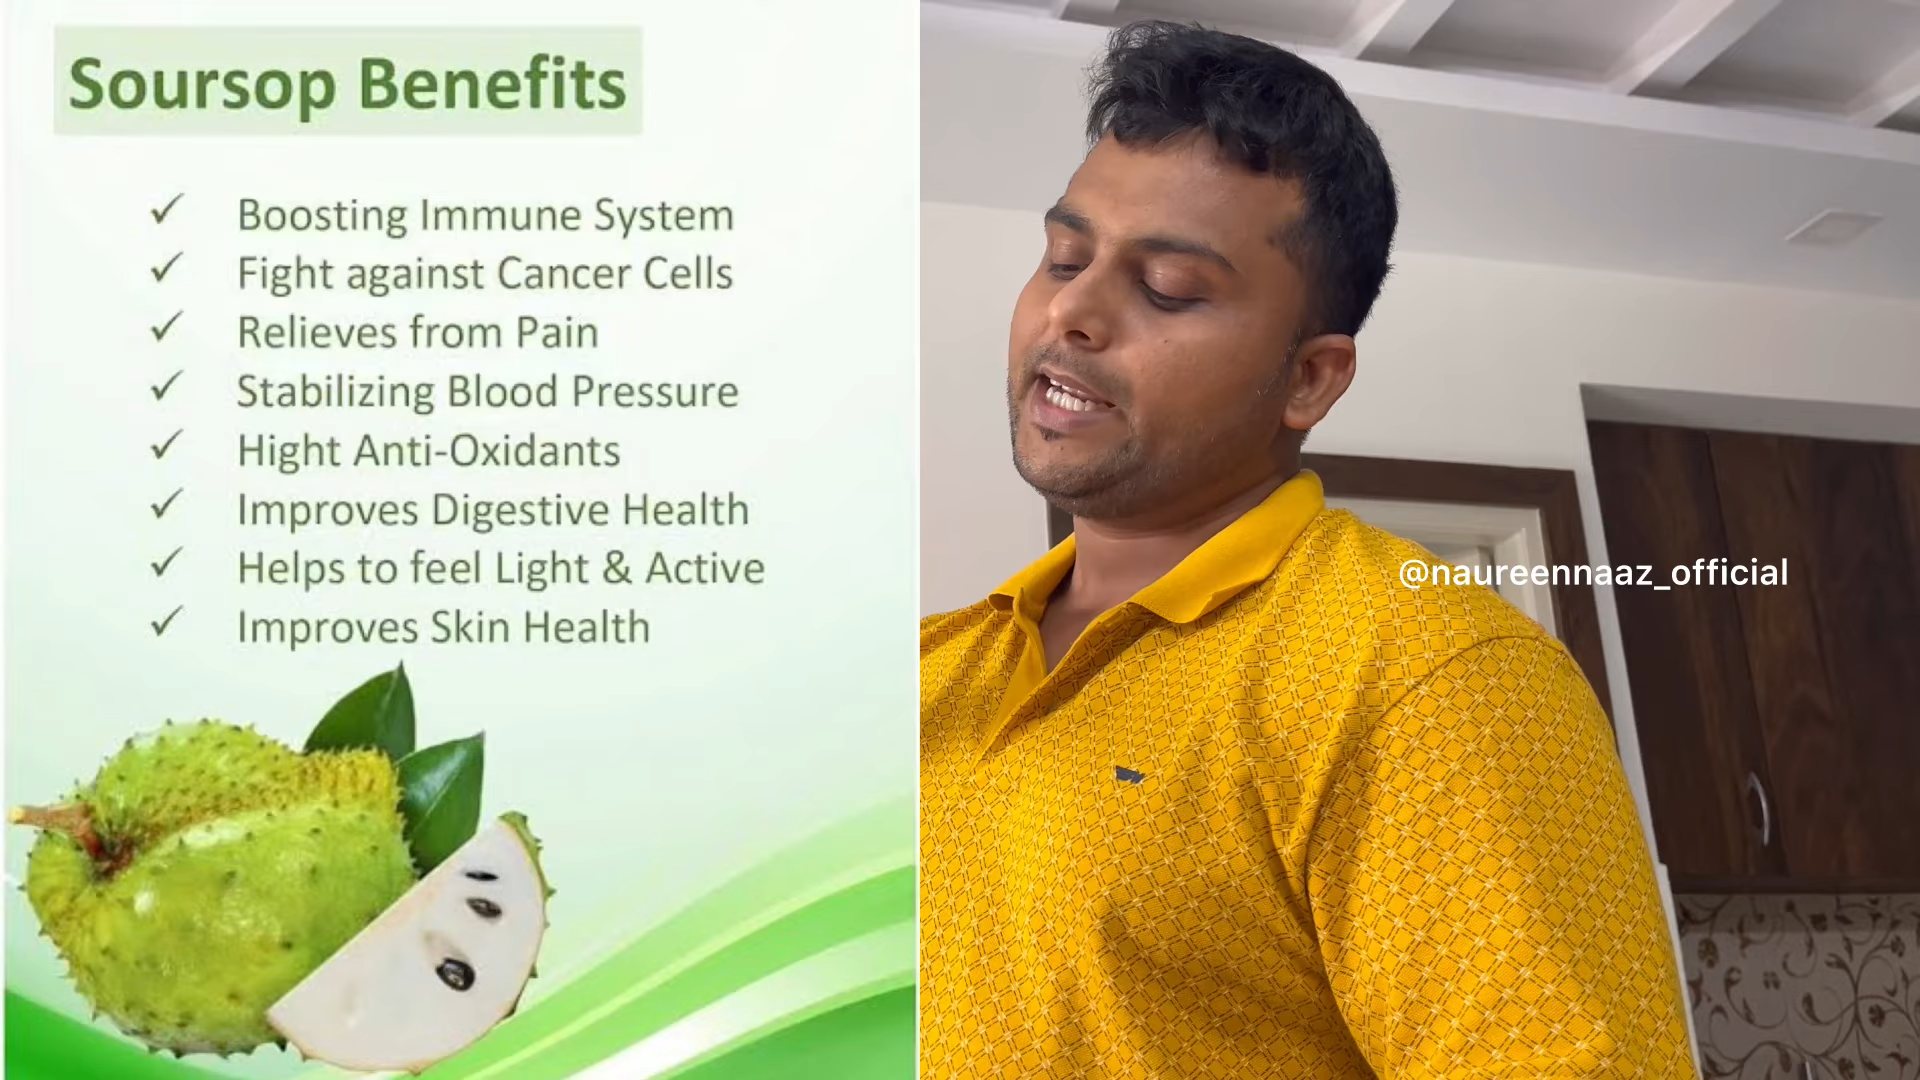 Soursop Benefits
✓ Boosting Immune System
✓ Fight against Cancer Cells
✓ Relieves from Pain
✓ Stabilizing Blood Pressure
✓ Hight Anti-Oxidants
✓ Improves Digestive Health
✓ Helps to feel Light & Active
✓ Improves Skin Health
@naureennaaz_official